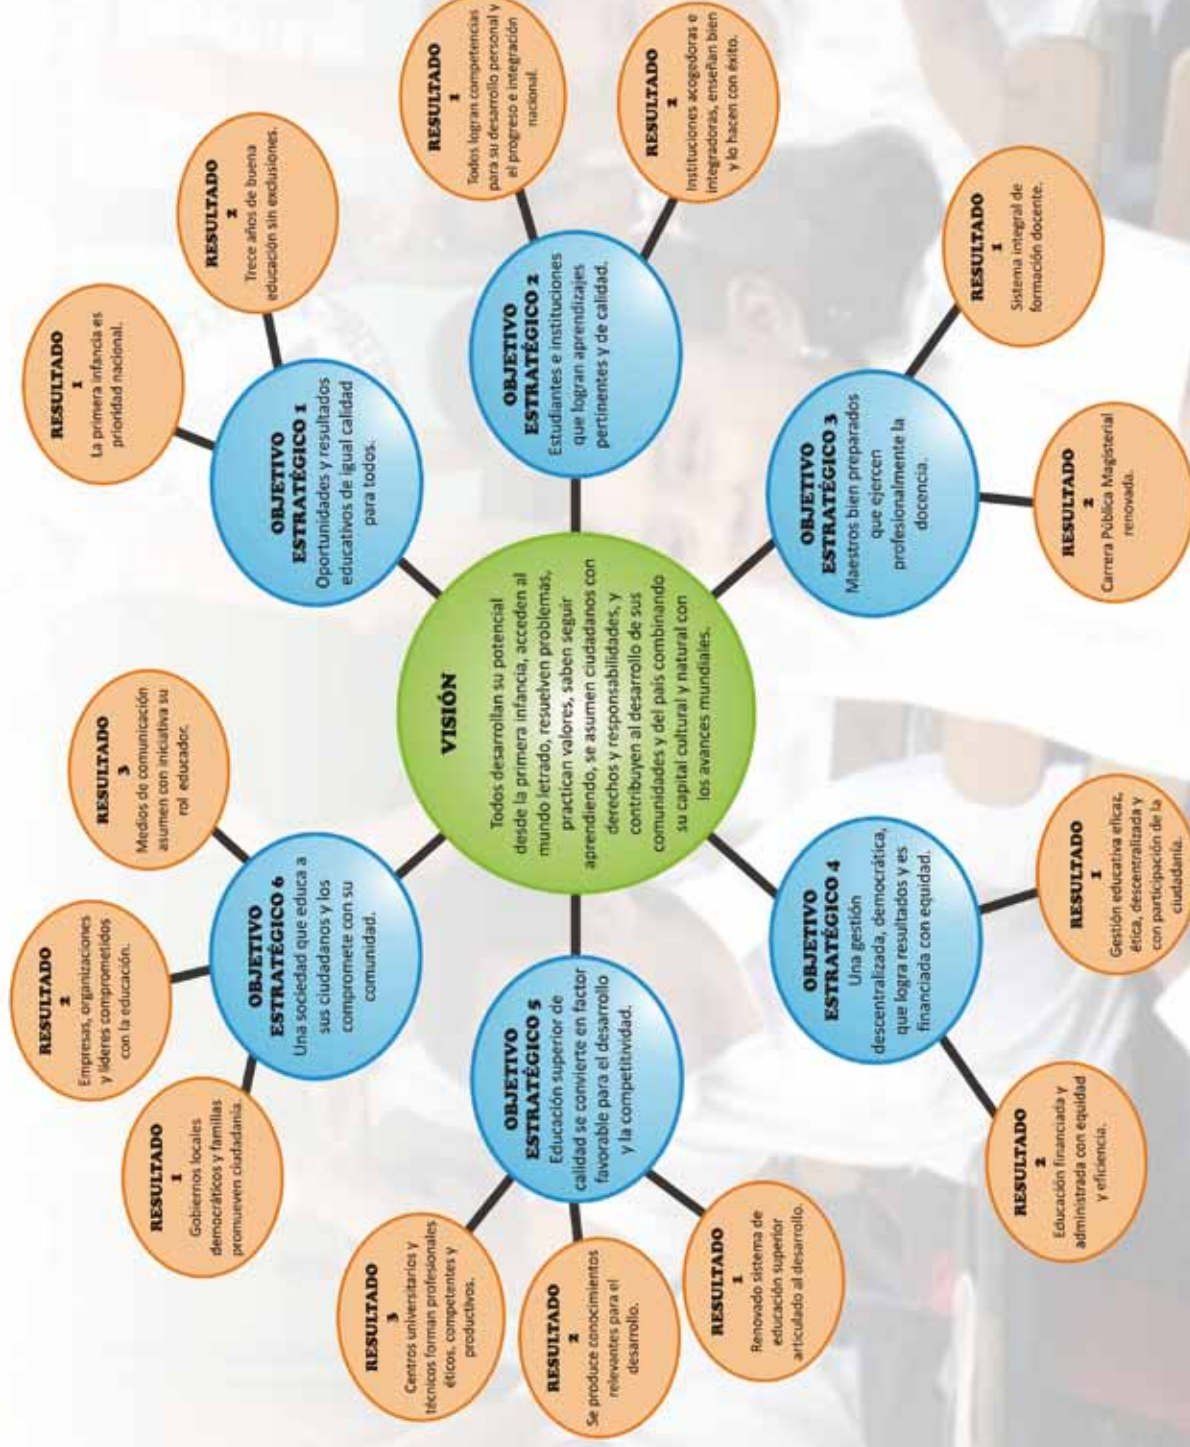 VISIÓN
Todos desarrollan su potencial
desde la primera infancia, acceden al
mundo letrado, resuelven problemas,
practican valores, saben seguir
aprendiendo, se asumen ciudadanos con
derechos y responsabilidades, y
contribuyen al desarrollo de sus
comunidades y del país combinando
su capital cultural y natural con
los avances mundiales.
OBJETIVO
ESTRATÉGICO 1
Oportunidades y resultados
educativos de igual calidad
para todos.
RESULTADO
1
La primera infancia es
prioridad nacional.
RESULTADO
2
Trece años de buena
educación sin exclusiones.
OBJETIVO
ESTRATÉGICO 2
Estudiantes e instituciones
que logran aprendizajes
pertinentes y de calidad.
RESULTADO
1
Todos logran competencias
para su desarrollo personal y
el progreso e integración
nacional.
RESULTADO
2
Instituciones acogedoras e
integradoras, enseñan bien
y lo hacen con éxito.
OBJETIVO
ESTRATÉGICO 3
Maestros bien preparados
que ejercen
profesionalmente la
docencia.
RESULTADO
1
Sistema integral de
formación docente.
RESULTADO
2
Carrera Pública Magisterial
renovada.
OBJETIVO
ESTRATÉGICO 4
Una gestión
descentralizada, democrática,
que logra resultados y es
financiada con equidad.
RESULTADO
1
Gestión educativa eficaz,
ética, descentralizada y
con participación de la
ciudadanía.
RESULTADO
2
Educación financiada y
administrada con equidad
y eficiencia.
OBJETIVO
ESTRATÉGICO 5
Educación superior de
calidad se convierte en factor
favorable para el desarrollo
y la competitividad.
RESULTADO
1
Renovado sistema de
educación superior
articulado al desarrollo.
RESULTADO
2
Se produce conocimientos
relevantes para el
desarrollo.
RESULTADO
3
Centros universitarios y
técnicos forman profesionales
éticos, competentes y
productivos.
OBJETIVO
ESTRATÉGICO 6
Una sociedad que educa a
sus ciudadanos y los
compromete con su
comunidad.
RESULTADO
1
Gobiernos locales
democráticos y familias
promueven ciudadanía.
RESULTADO
2
Empresas, organizaciones
y líderes comprometidos
con la educación.
RESULTADO
3
Medios de comunicación
asumen con iniciativa su
rol educador.